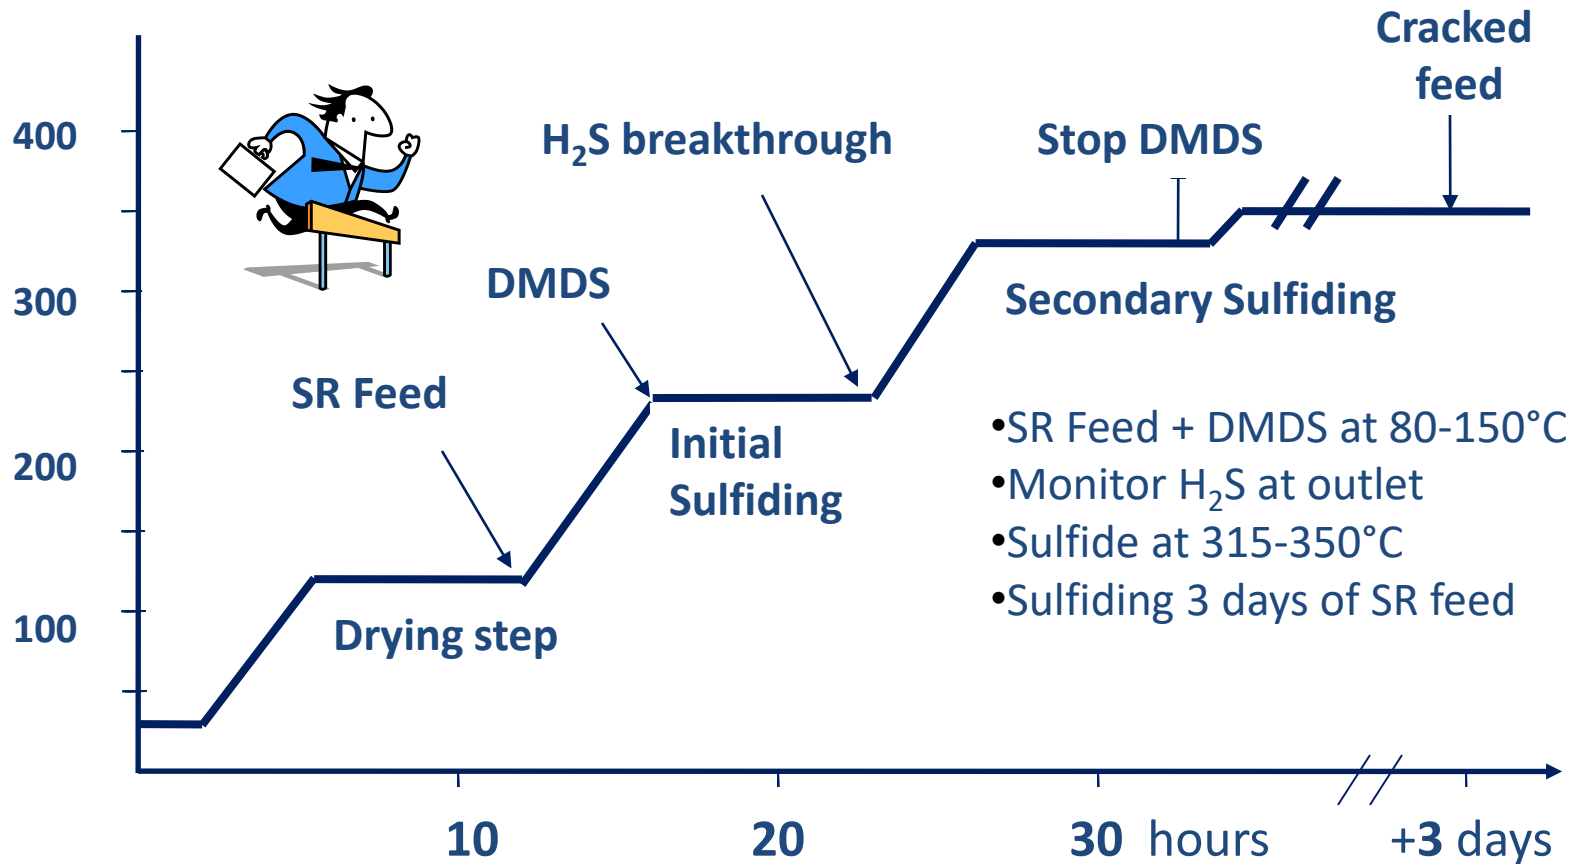 Cracked
feed
400
H₂S breakthrough
Stop DMDS
DMDS
300
Secondary Sulfiding
SR Feed
200
Initial
Sulfiding
•SR Feed + DMDS at 80-150°C
•Monitor H₂S at outlet
•Sulfide at 315-350°C
•Sulfiding 3 days of SR feed
100
Drying step
10
20
30 hours
+3 days